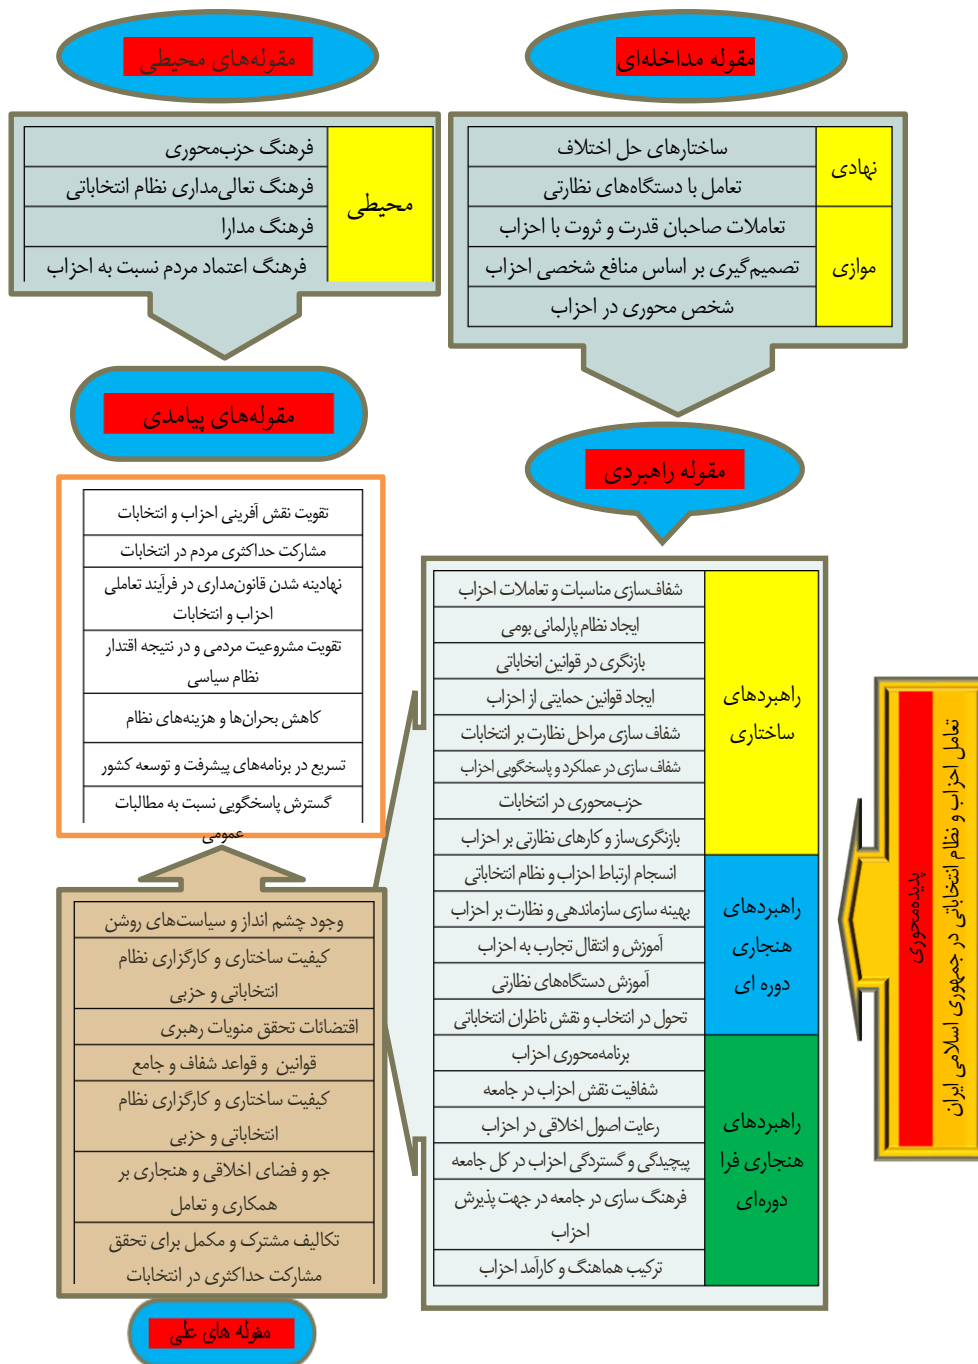 مقوله مداخله‌ای
نهادی
ساختارهای حل اختلاف
تعامل با دستگاه‌های نظارتی
موازی
تعاملات صاحبان قدرت و ثروت با احزاب
تصمیم‌گیری بر اساس منافع شخصی احزاب
شخص محوری در احزاب
مقوله‌های محیطی
محیطی
فرهنگ حزب‌محوری
فرهنگ تعالی‌مداری نظام انتخاباتی
فرهنگ مدارا
فرهنگ اعتماد مردم نسبت به احزاب
تعامل احزاب و نظام انتخاباتی در جمهوری اسلامی ایران
پدیده‌محوری
مقوله راهبردی
راهبردهای
ساختاری
شفاف‌سازی مناسبات و تعاملات احزاب
ایجاد نظام پارلمانی بومی
بازنگری در قوانین انخاباتی
ایجاد قوانین حمایتی از احزاب
شفاف سازی مراحل نظارت بر انتخابات
شفاف سازی در عملکرد و پاسخگویی احزاب
حزب‌محوری در انتخابات
بازنگری‌ساز و کارهای نظارتی بر احزاب
راهبردهای
هنجاری
دوره ای
انسجام ارتباط احزاب و نظام انتخاباتی
بهینه سازی سازماندهی و نظارت بر احزاب
آموزش و انتقال تجارب به احزاب
آموزش دستگاه‌های نظارتی
تحول در انتخاب و نقش ناظران انتخاباتی
راهبردهای
هنجاری فرا
دوره‌ای
برنامه‌محوری احزاب
شفافیت نقش احزاب در جامعه
رعایت اصول اخلاقی در احزاب
پیچیدگی و گستردگی احزاب در کل جامعه
فرهنگ سازی در جامعه در جهت پذیرش
احزاب
ترکیب هماهنگ و کارآمد احزاب
مقوله‌های پیامدی
تقویت نقش آفرینی احزاب و انتخابات
مشارکت حداکثری مردم در انتخابات
نهادینه شدن قانون‌مداری در فرآیند تعاملی
احزاب و انتخابات
تقویت مشروعیت مردمی و در نتیجه اقتدار
نظام سیاسی
کاهش بحران‌ها و هزینه‌های نظام
تسریع در برنامه‌های پیشرفت و توسعه کشور
گسترش پاسخگویی نسبت به مطالبات
عمومی
وجود چشم انداز و سیاست‌های روشن
کیفیت ساختاری و کارگزاری نظام
انتخاباتی و حزبی
اقتضائات تحقق منویات رهبری
قوانین و قواعد شفاف و جامع
کیفیت ساختاری و کارگزاری نظام
انتخاباتی و حزبی
جو و فضای اخلاقی و هنجاری بر
همکاری و تعامل
تکالیف مشترک و مکمل برای تحقق
مشارکت حداکثری در انتخابات
مقوله های علی